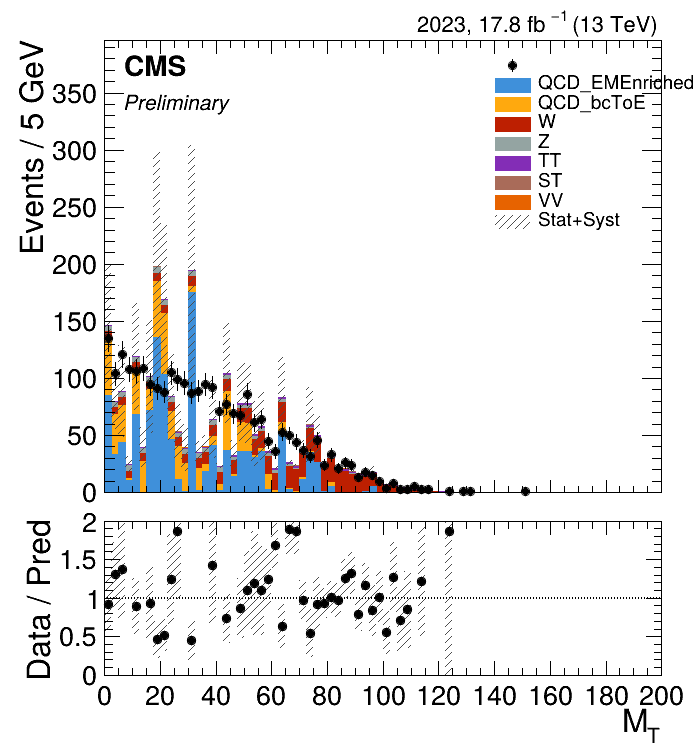 2023, 17.8 fb⁻¹ (13 TeV)
CMS
Preliminary
QCD_EMEnriched
QCD_bcToE
W
Z
TT
ST
VV
Stat+Syst
Events / 5 GeV
350
300
250
200
150
100
50
0
Data / Pred
2
1.5
1
0.5
0
0 20 40 60 80 100 120 140 160 180 200
M_T